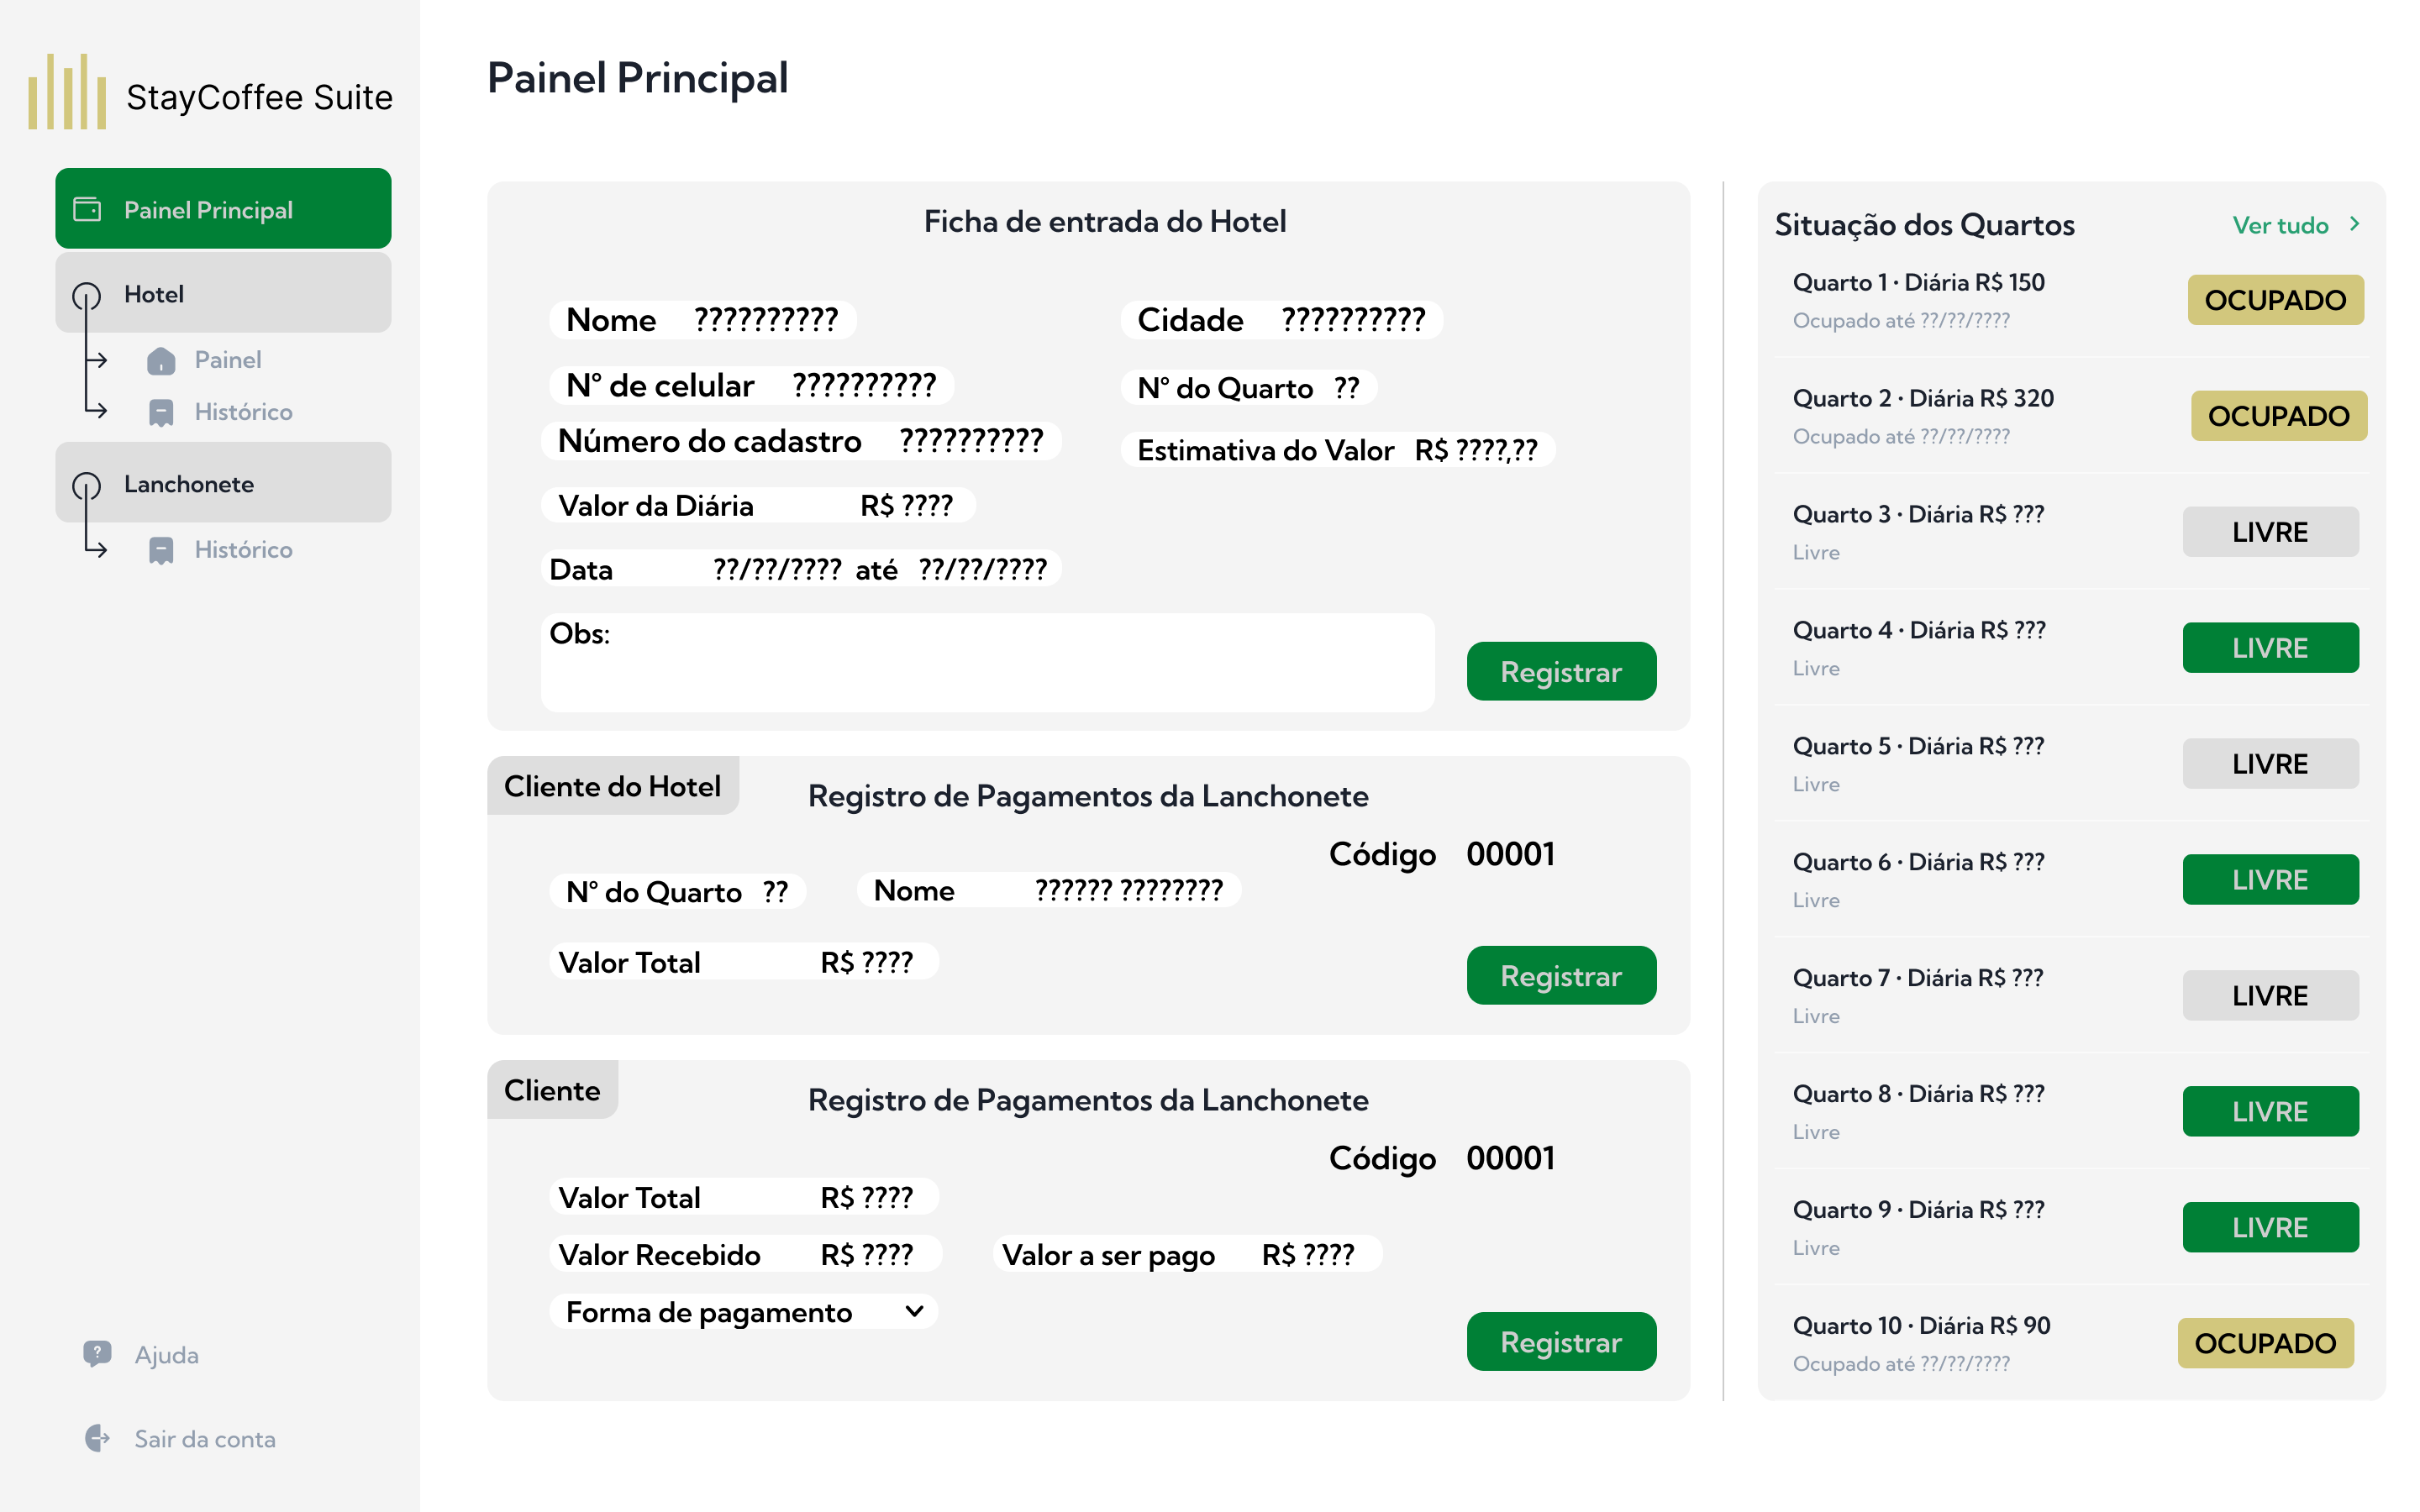 StayCoffee Suite
Painel Principal
Hotel
Painel
Histórico
Lanchonete
Histórico
Ajuda
Sair da conta
Painel Principal
Ficha de entrada do Hotel
Nome ??????????
Cidade ??????????
N° de celular ??????????
N° do Quarto ??
Número do cadastro ??????????
Estimativa do Valor R$ ????,??
Valor da Diária R$ ????
Data ??/??/???? até ??/??/????
Obs:
Registrar
Cliente do Hotel
Registro de Pagamentos da Lanchonete
Código 00001
N° do Quarto ??
Nome ?????? ????????
Valor Total R$ ????
Registrar
Cliente
Registro de Pagamentos da Lanchonete
Código 00001
Valor Total R$ ????
Valor Recebido R$ ????
Valor a ser pago R$ ????
Forma de pagamento
Registrar
Situação dos Quartos
Ver tudo
Quarto 1 · Diária R$ 150
Ocupado até ??/??/????
OCUPADO
Quarto 2 · Diária R$ 320
Ocupado até ??/??/????
OCUPADO
Quarto 3 · Diária R$ ???
Livre
LIVRE
Quarto 4 · Diária R$ ???
Livre
LIVRE
Quarto 5 · Diária R$ ???
Livre
LIVRE
Quarto 6 · Diária R$ ???
Livre
LIVRE
Quarto 7 · Diária R$ ???
Livre
LIVRE
Quarto 8 · Diária R$ ???
Livre
LIVRE
Quarto 9 · Diária R$ ???
Livre
LIVRE
Quarto 10 · Diária R$ 90
Ocupado até ??/??/????
OCUPADO